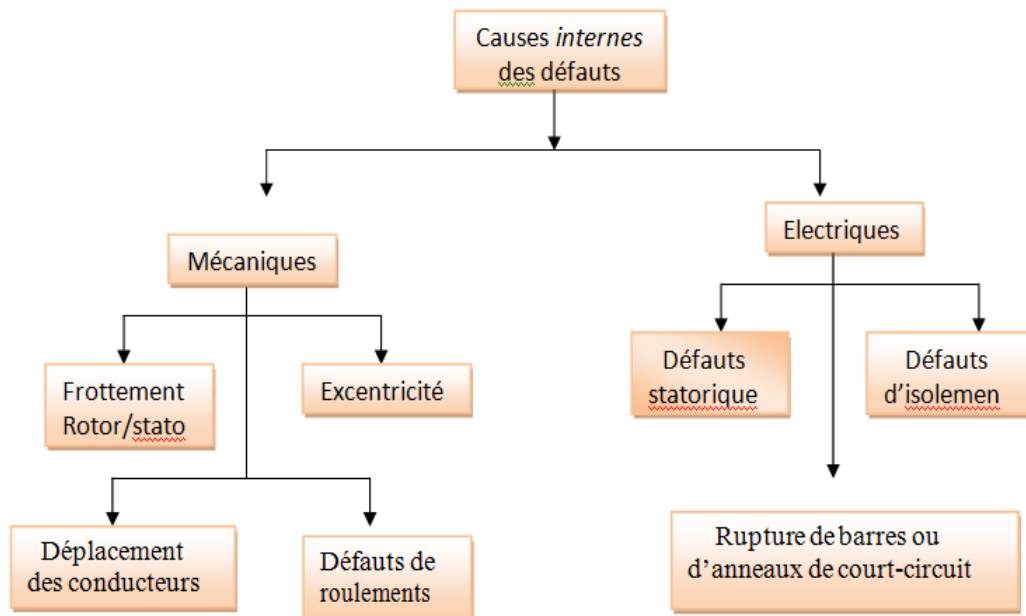 Causes internes
des défauts
Mécaniques
Electriques
Frottement
Rotor/stato
Excentricité
Défauts
statorique
Défauts
d'isolemen
Déplacement
des conducteurs
Défauts de
roulements
Rupture de barres ou
d'anneaux de court-circuit